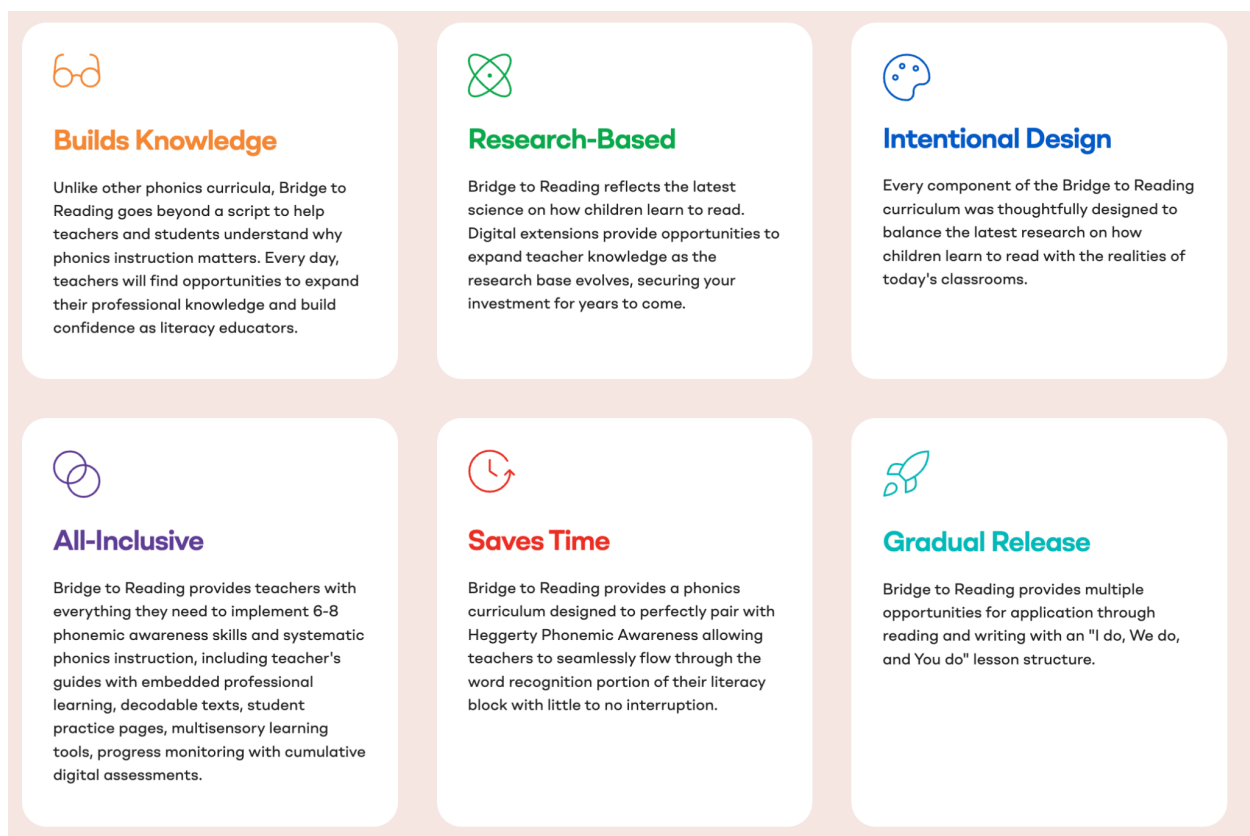 Builds Knowledge
Unlike other phonics curricula, Bridge to
Reading goes beyond a script to help
teachers and students understand why
phonics instruction matters. Every day,
teachers will find opportunities to expand
their professional knowledge and build
confidence as literacy educators.
Research-Based
Bridge to Reading reflects the latest
science on how children learn to read.
Digital extensions provide opportunities to
expand teacher knowledge as the
research base evolves, securing your
investment for years to come.
Intentional Design
Every component of the Bridge to Reading
curriculum was thoughtfully designed to
balance the latest research on how
children learn to read with the realities of
today's classrooms.
All-Inclusive
Bridge to Reading provides teachers with
everything they need to implement 6-8
phonemic awareness skills and systematic
phonics instruction, including teacher's
guides with embedded professional
learning, decodable texts, student
practice pages, multisensory learning
tools, progress monitoring with cumulative
digital assessments.
Saves Time
Bridge to Reading provides a phonics
curriculum designed to perfectly pair with
Heggerty Phonemic Awareness allowing
teachers to seamlessly flow through the
word recognition portion of their literacy
block with little to no interruption.
Gradual Release
Bridge to Reading provides multiple
opportunities for application through
reading and writing with an "I do, We do,
and You do" lesson structure.